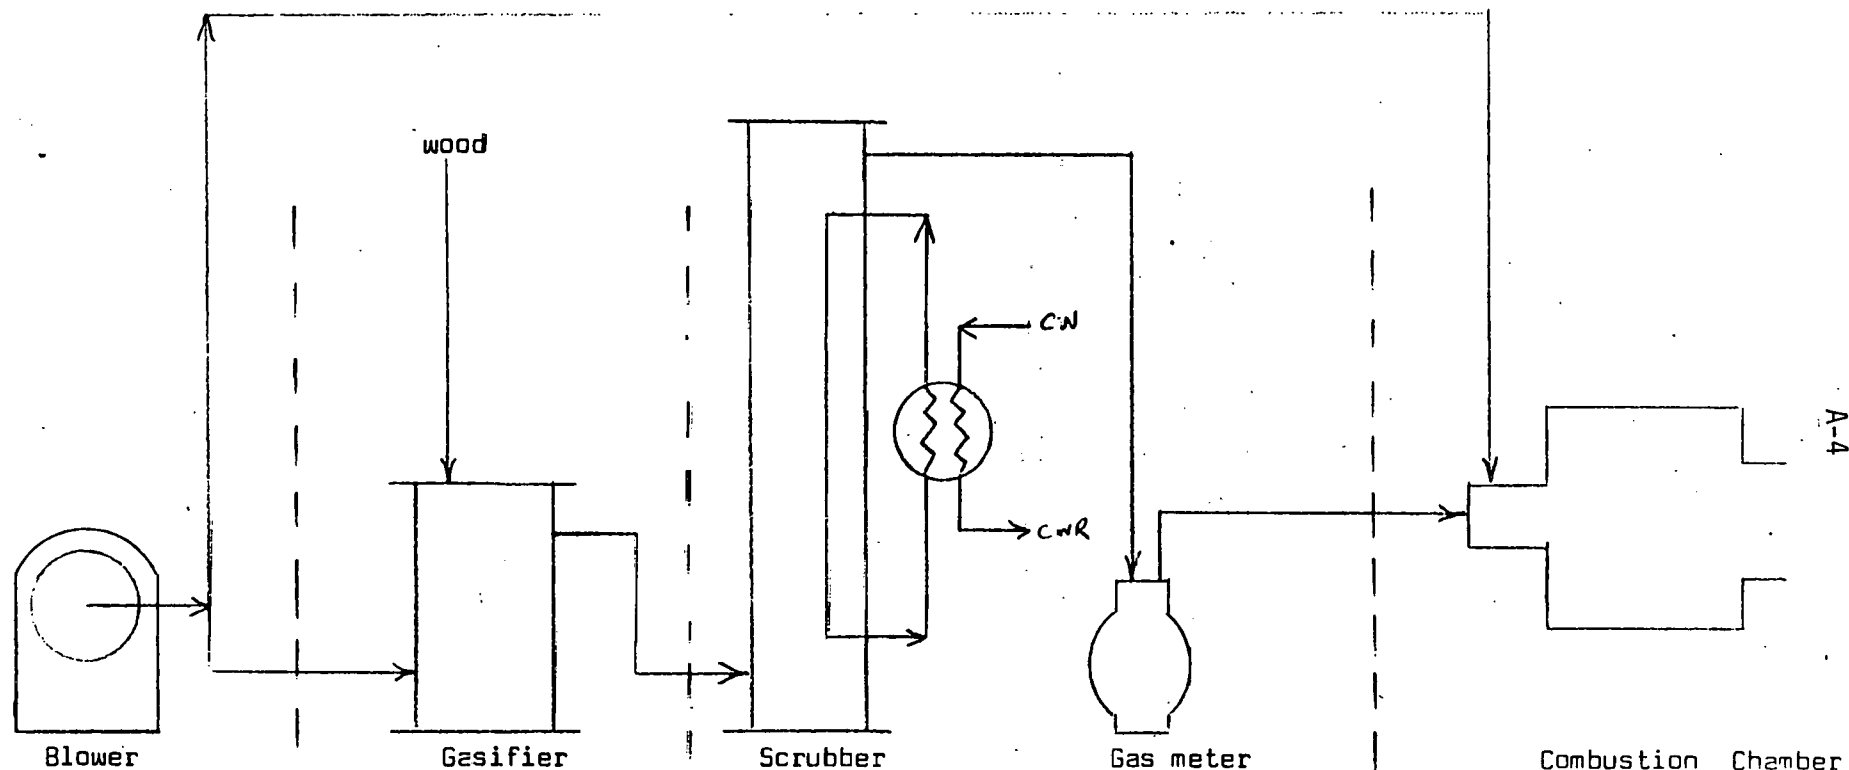 wood
CW
CWR
A-4
Blower
Gasifier
Scrubber
Gas meter
Combustion Chamber